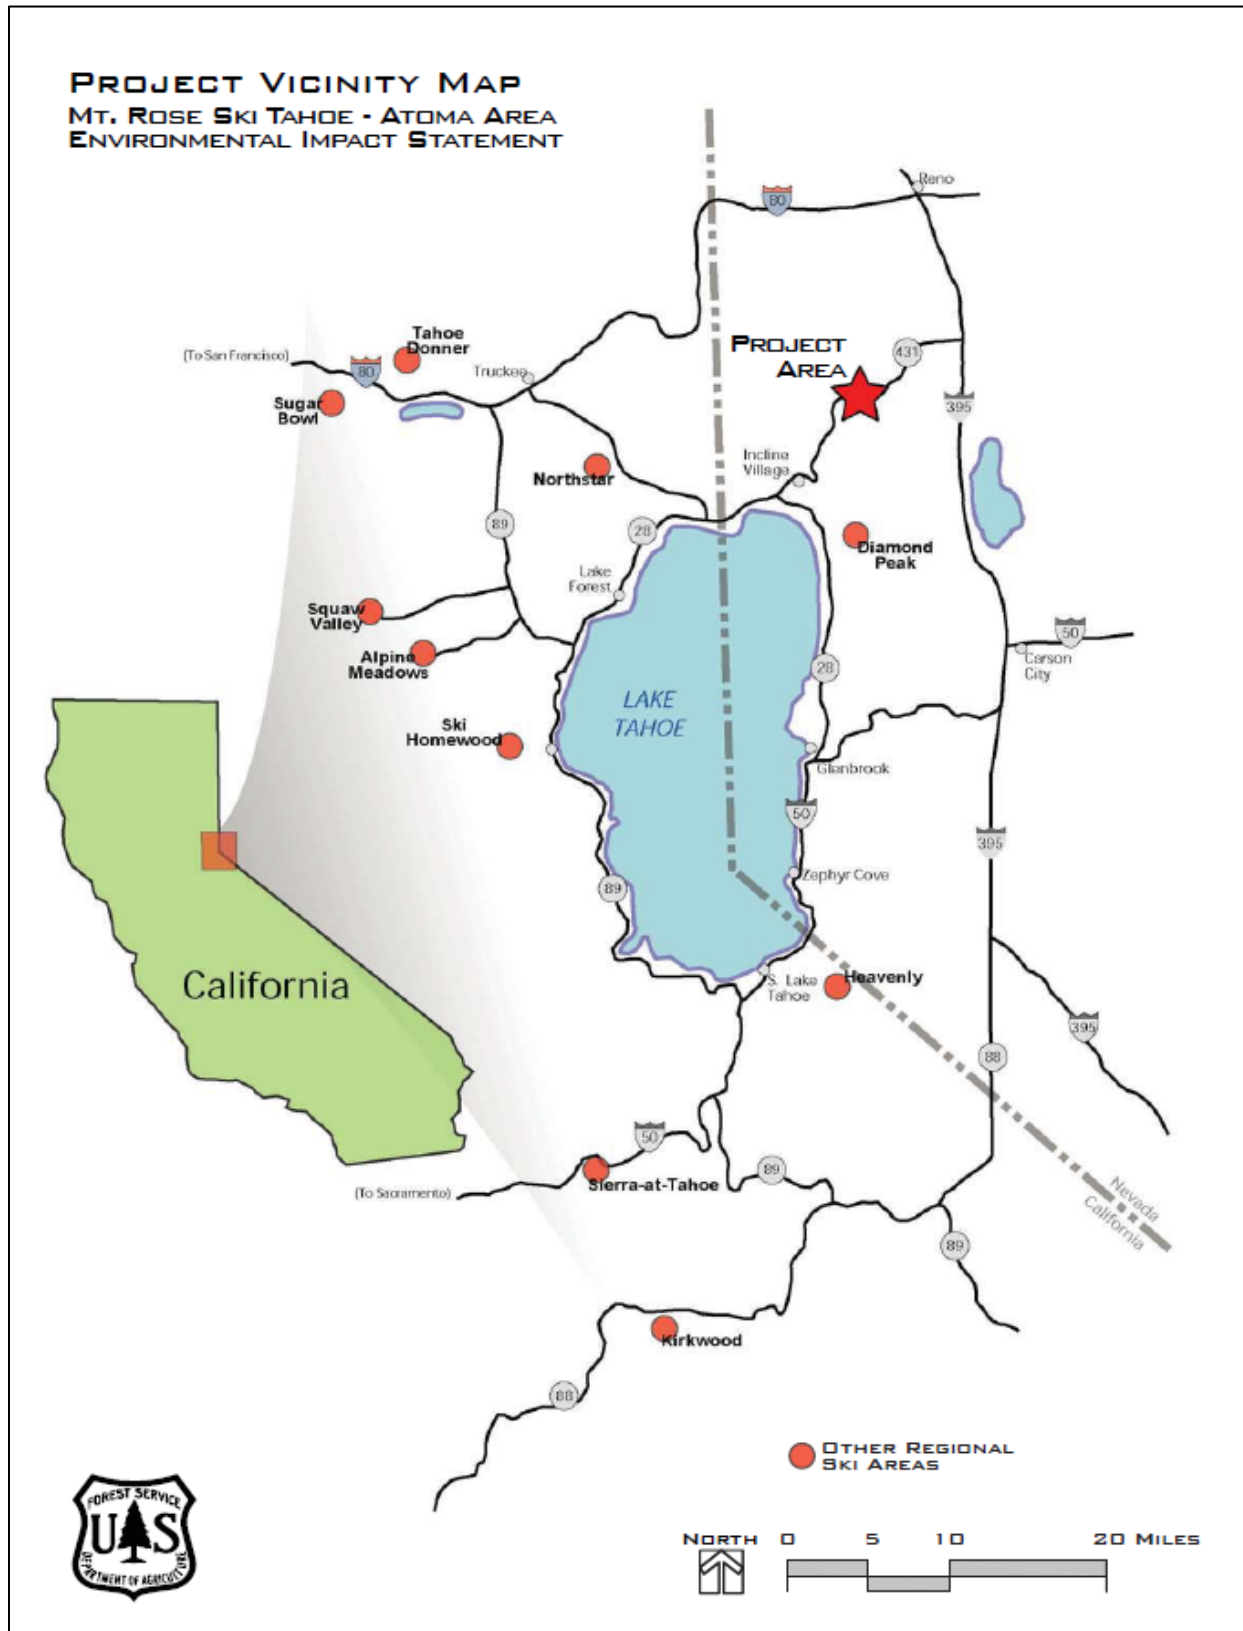 PROJECT VICINITY MAP
MT. ROSE SKI TAHOE - ATOMA AREA
ENVIRONMENTAL IMPACT STATEMENT
Reno
80
Tahoe
Donner
(To San Francisco)
80
Truckee
PROJECT
AREA
431
Sugar
Bowl
395
Incline
Village
Northstar
89
28
Diamond
Peak
Lake
Forest
Squaw
Valley
50
Carson
City
Alpine
Meadows
28
LAKE
TAHOE
Ski
Homewood
Glanbrook
50
395
Zephyr Cove
89
California
S. Lake
Tahoe
Heavenly
395
88
50
89
Sierra-at-Tahoe
(To Sacramento)
Nevada
California
89
Kirkwood
88
OTHER REGIONAL
SKI AREAS
FOREST SERVICE
U S
DEPARTMENT OF AGRICULTURE
NORTH 0 5 10 20 MILES